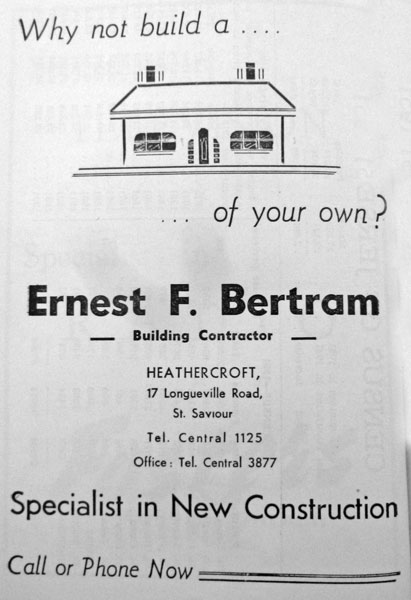 Why not build a ....
... of your own?
Ernest F. Bertram
— Building Contractor —
HEATHERCROFT,
17 Longueville Road,
St. Saviour
Tel. Central 1125
Office: Tel. Central 3877
Specialist in New Construction
Call or Phone Now